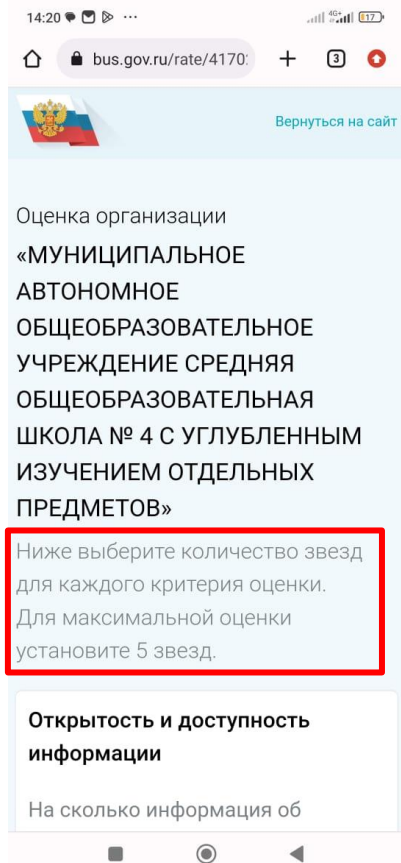 14:20
4G+
17
bus.gov.ru/rate/4170
3
Вернуться на сайт
Оценка организации
«МУНИЦИПАЛЬНОЕ
АВТОНОМНОЕ
ОБЩЕОБРАЗОВАТЕЛЬНОЕ
УЧРЕЖДЕНИЕ СРЕДНЯЯ
ОБЩЕОБРАЗОВАТЕЛЬНАЯ
ШКОЛА № 4 С УГЛУБЛЕННЫМ
ИЗУЧЕНИЕМ ОТДЕЛЬНЫХ
ПРЕДМЕТОВ»
Ниже выберите количество звезд
для каждого критерия оценки.
Для максимальной оценки
установите 5 звезд.
Открытость и доступность
информации
На сколько информация об